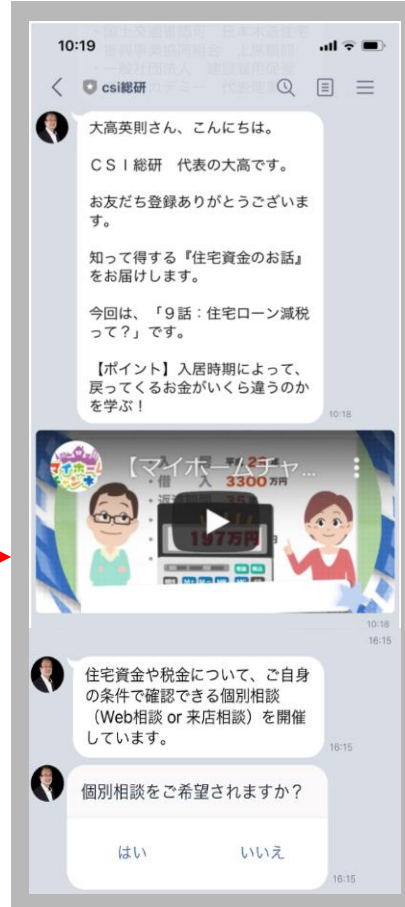 10:19
csi総研
大高英則さん、こんにちは。
CSI総研 代表の大高です。
お友だち登録ありがとうございま
す。
知って得する『住宅資金のお話』
をお届けします。
今回は、「9話：住宅ローン減税
って？」です。
【ポイント】入居時期によって、
戻ってくるお金がいくら違うのか
を学ぶ！
10:18
【マイホームチャ...
借 入 3300万円
197万円
10:18
16:15
住宅資金や税金について、ご自身
の条件で確認できる個別相談
（Web相談 or 来店相談）を開催
しています。
16:15
個別相談をご希望されますか？
はい いいえ
16:15